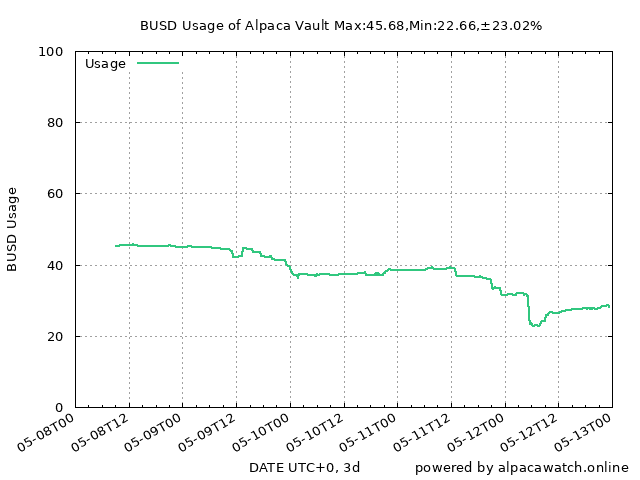 BUSD Usage of Alpaca Vault Max:45.68,Min:22.66,±23.02%
100
80
60
40
20
0
BUSD Usage
Usage
05-08T00
05-08T12
05-09T00
05-09T12
05-10T00
05-10T12
05-11T00
05-11T12
05-12T00
05-12T12
05-13T00
DATE UTC+0, 3d
powered by alpacawatch.online